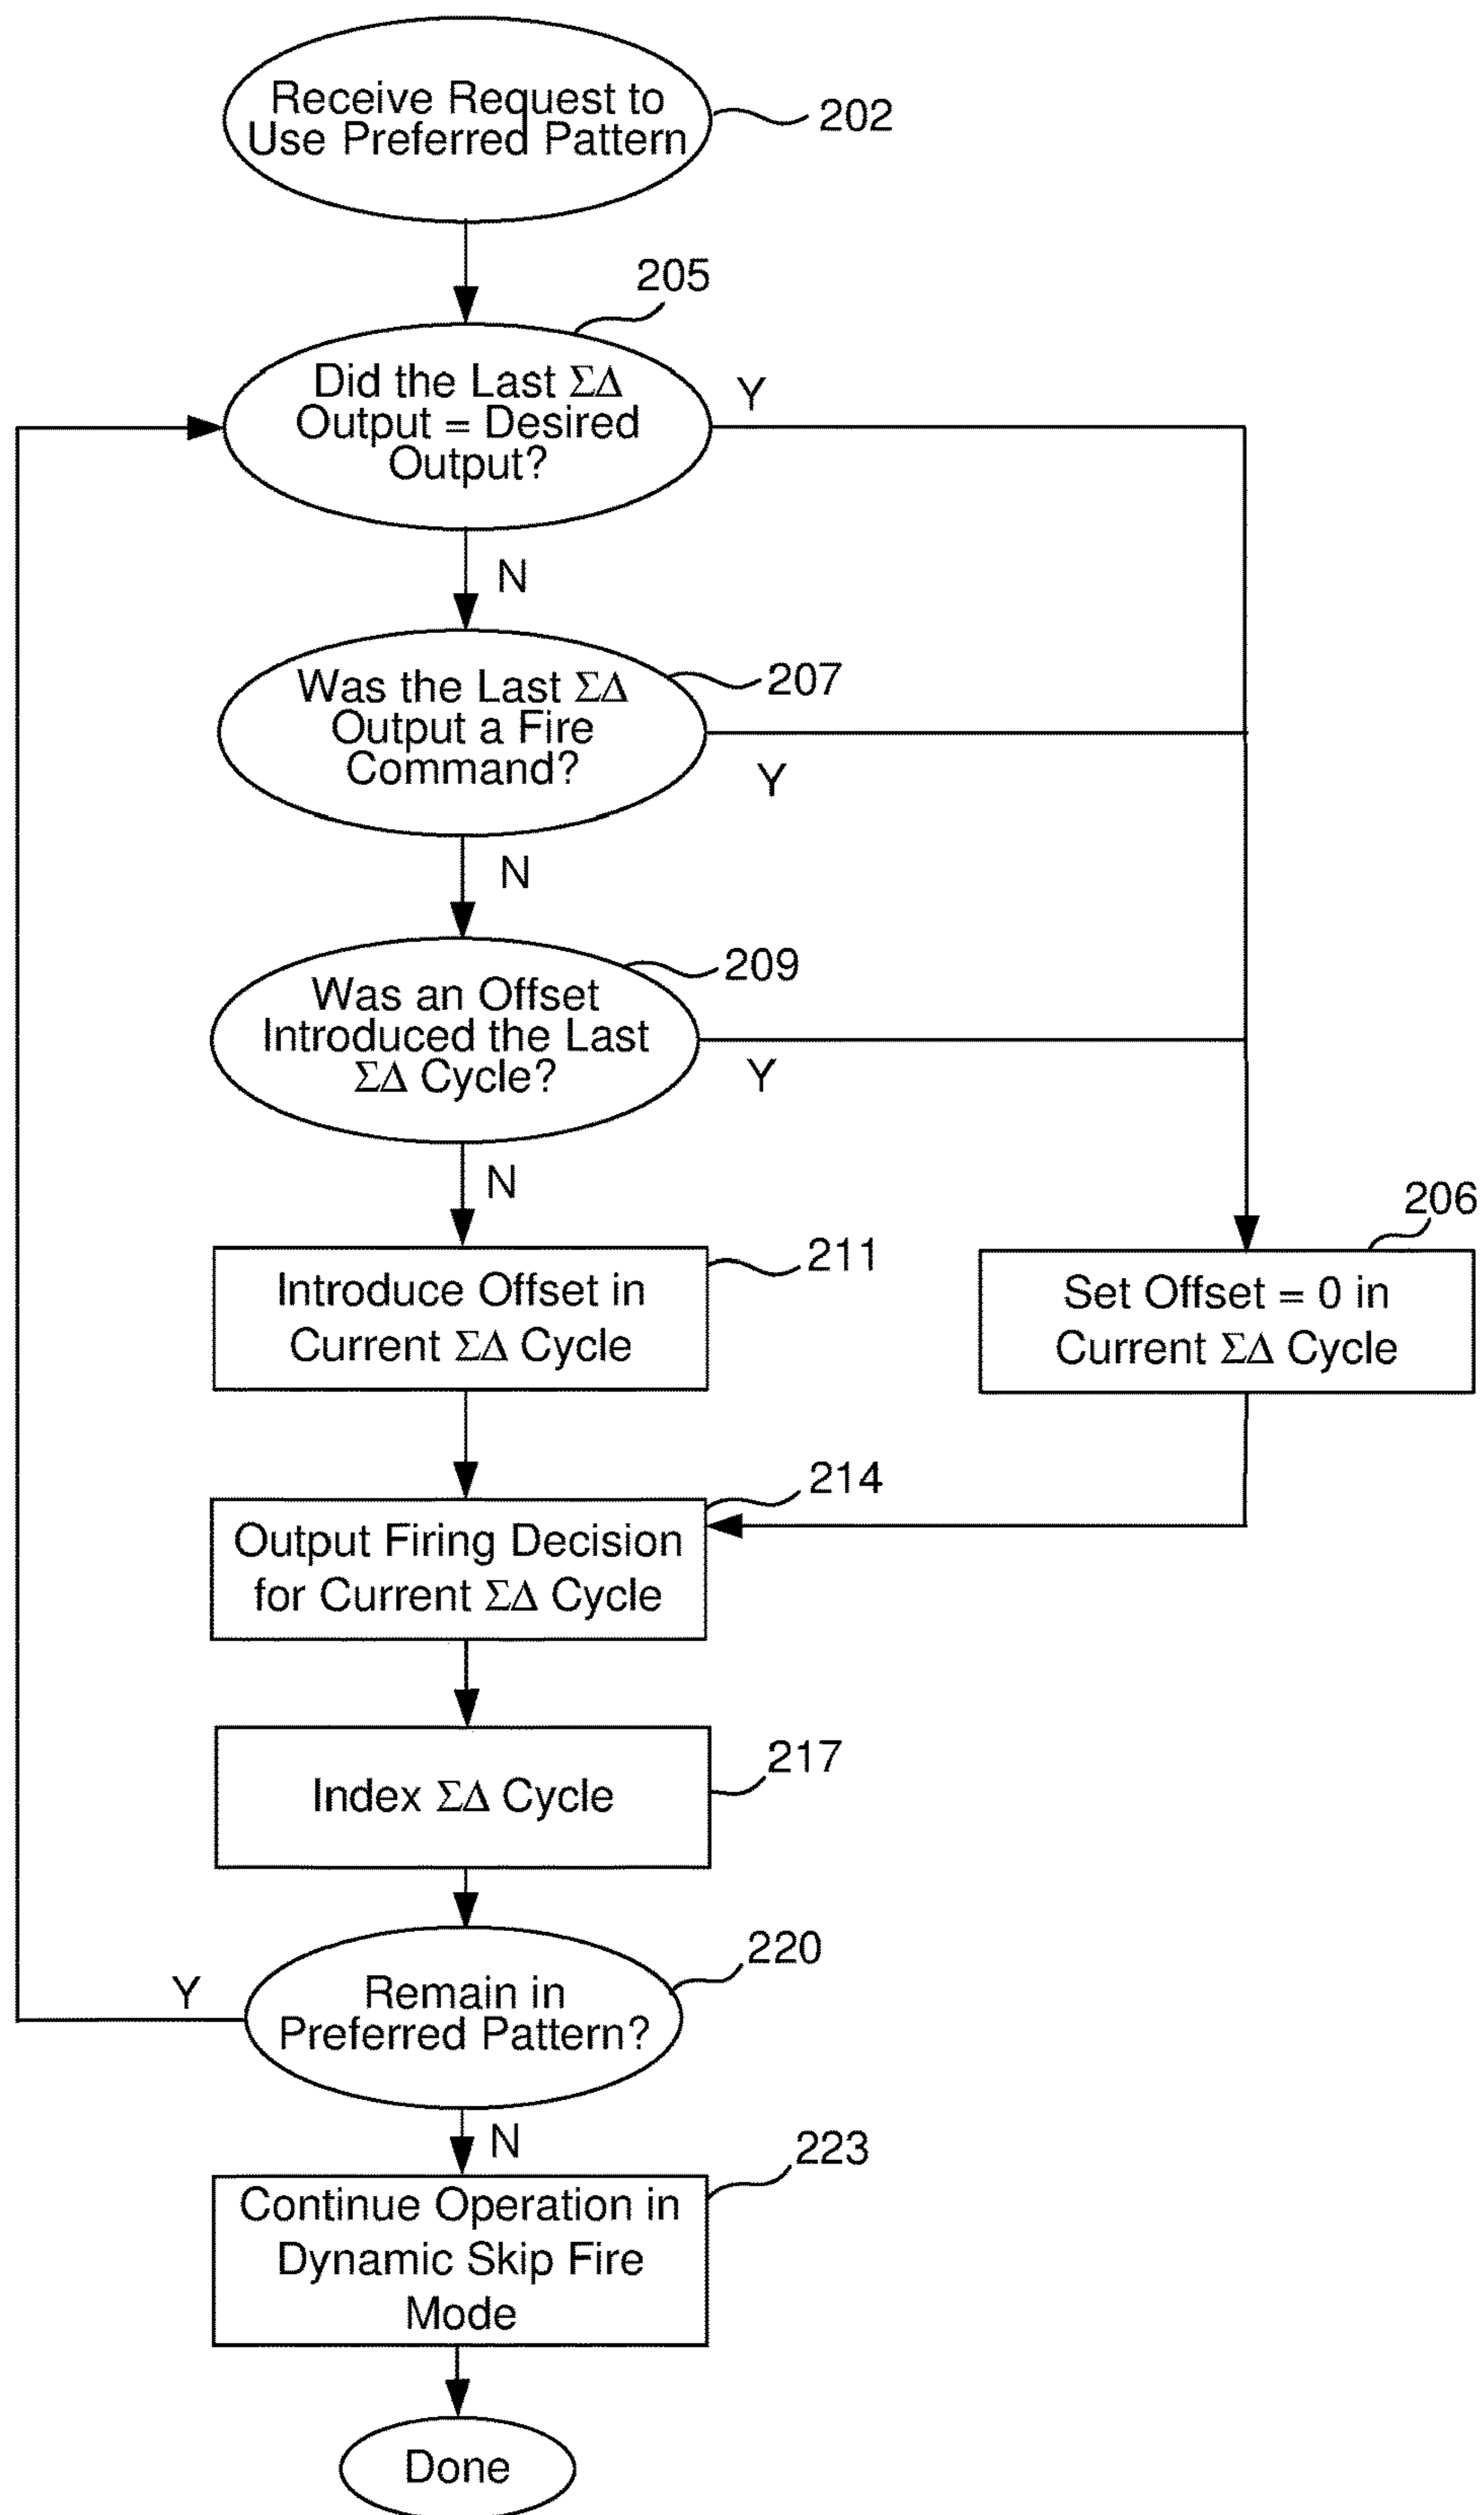 Receive Request to
Use Preferred Pattern
202
205
Did the Last ΣΔ
Output = Desired
Output?
Y
N
Was the Last ΣΔ
Output a Fire
Command?
207
Y
N
209
Was an Offset
Introduced the Last
ΣΔ Cycle?
Y
N
206
211
Introduce Offset in
Current ΣΔ Cycle
Set Offset = 0 in
Current ΣΔ Cycle
214
Output Firing Decision
for Current ΣΔ Cycle
217
Index ΣΔ Cycle
220
Y
Remain in
Preferred Pattern?
N
223
Continue Operation in
Dynamic Skip Fire
Mode
Done